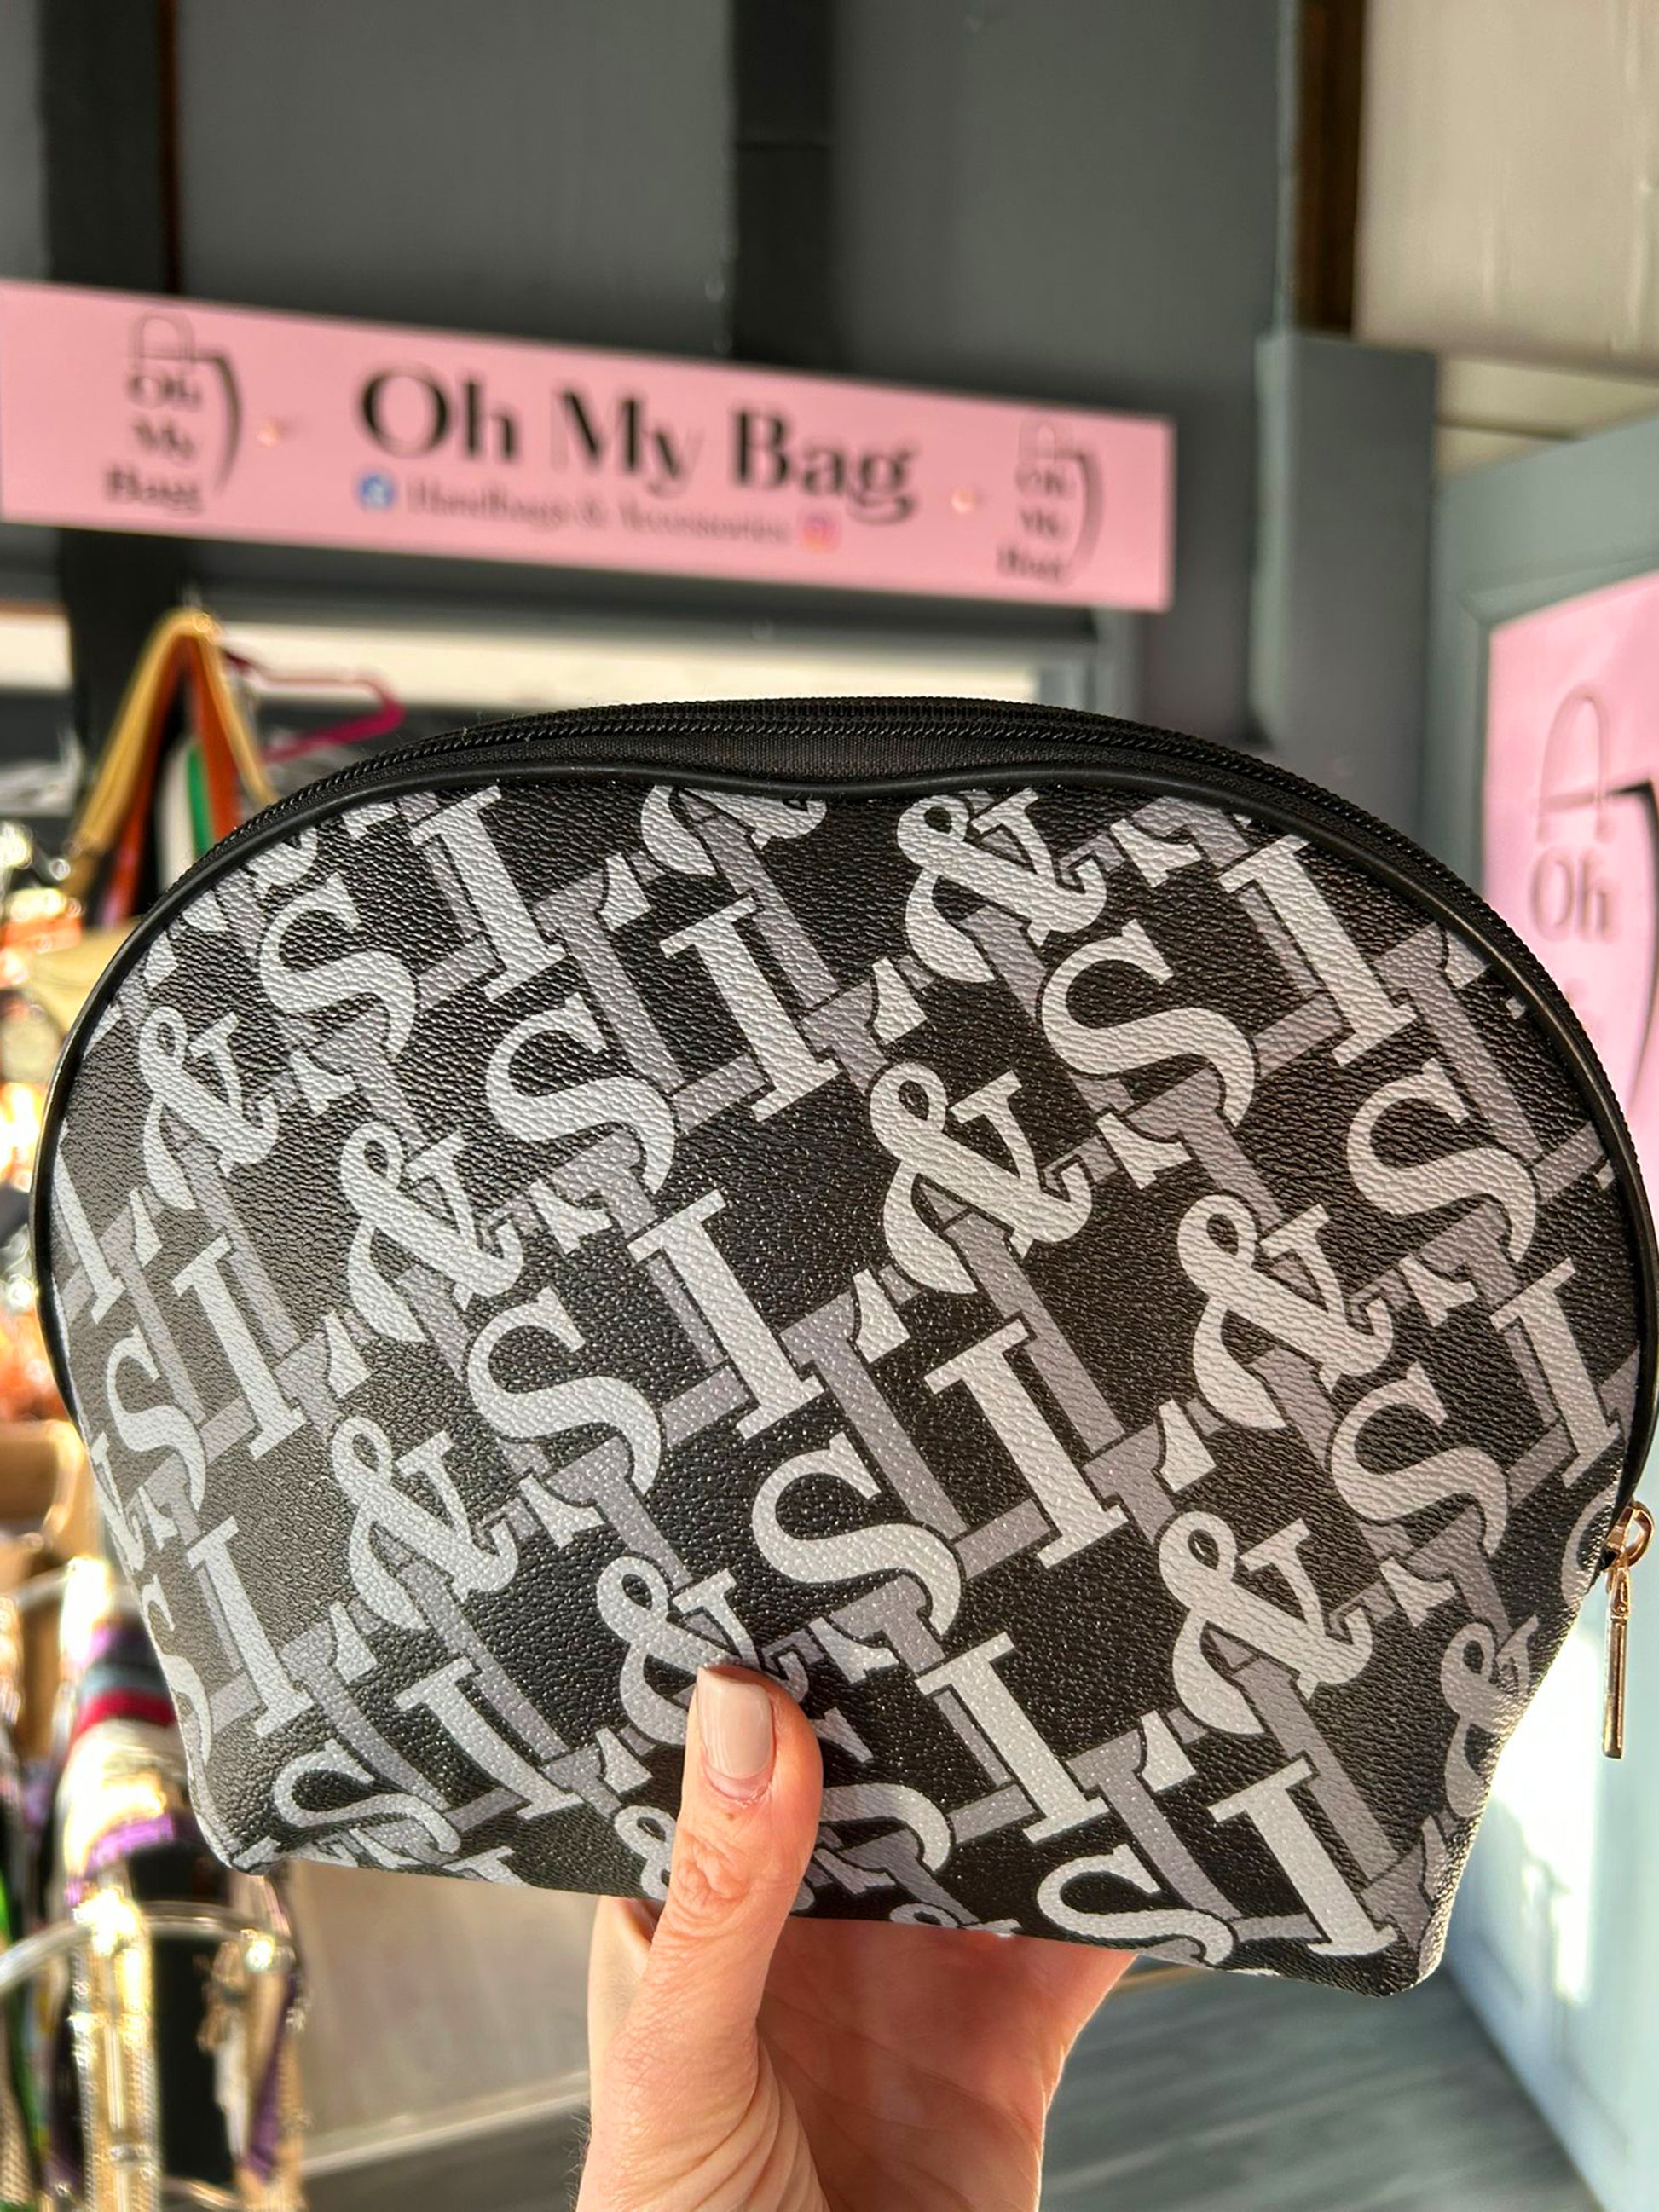 Oh
My
Bag
Oh My Bag
Handbags & Accessories
Oh
My
Bag
Oh
S & I